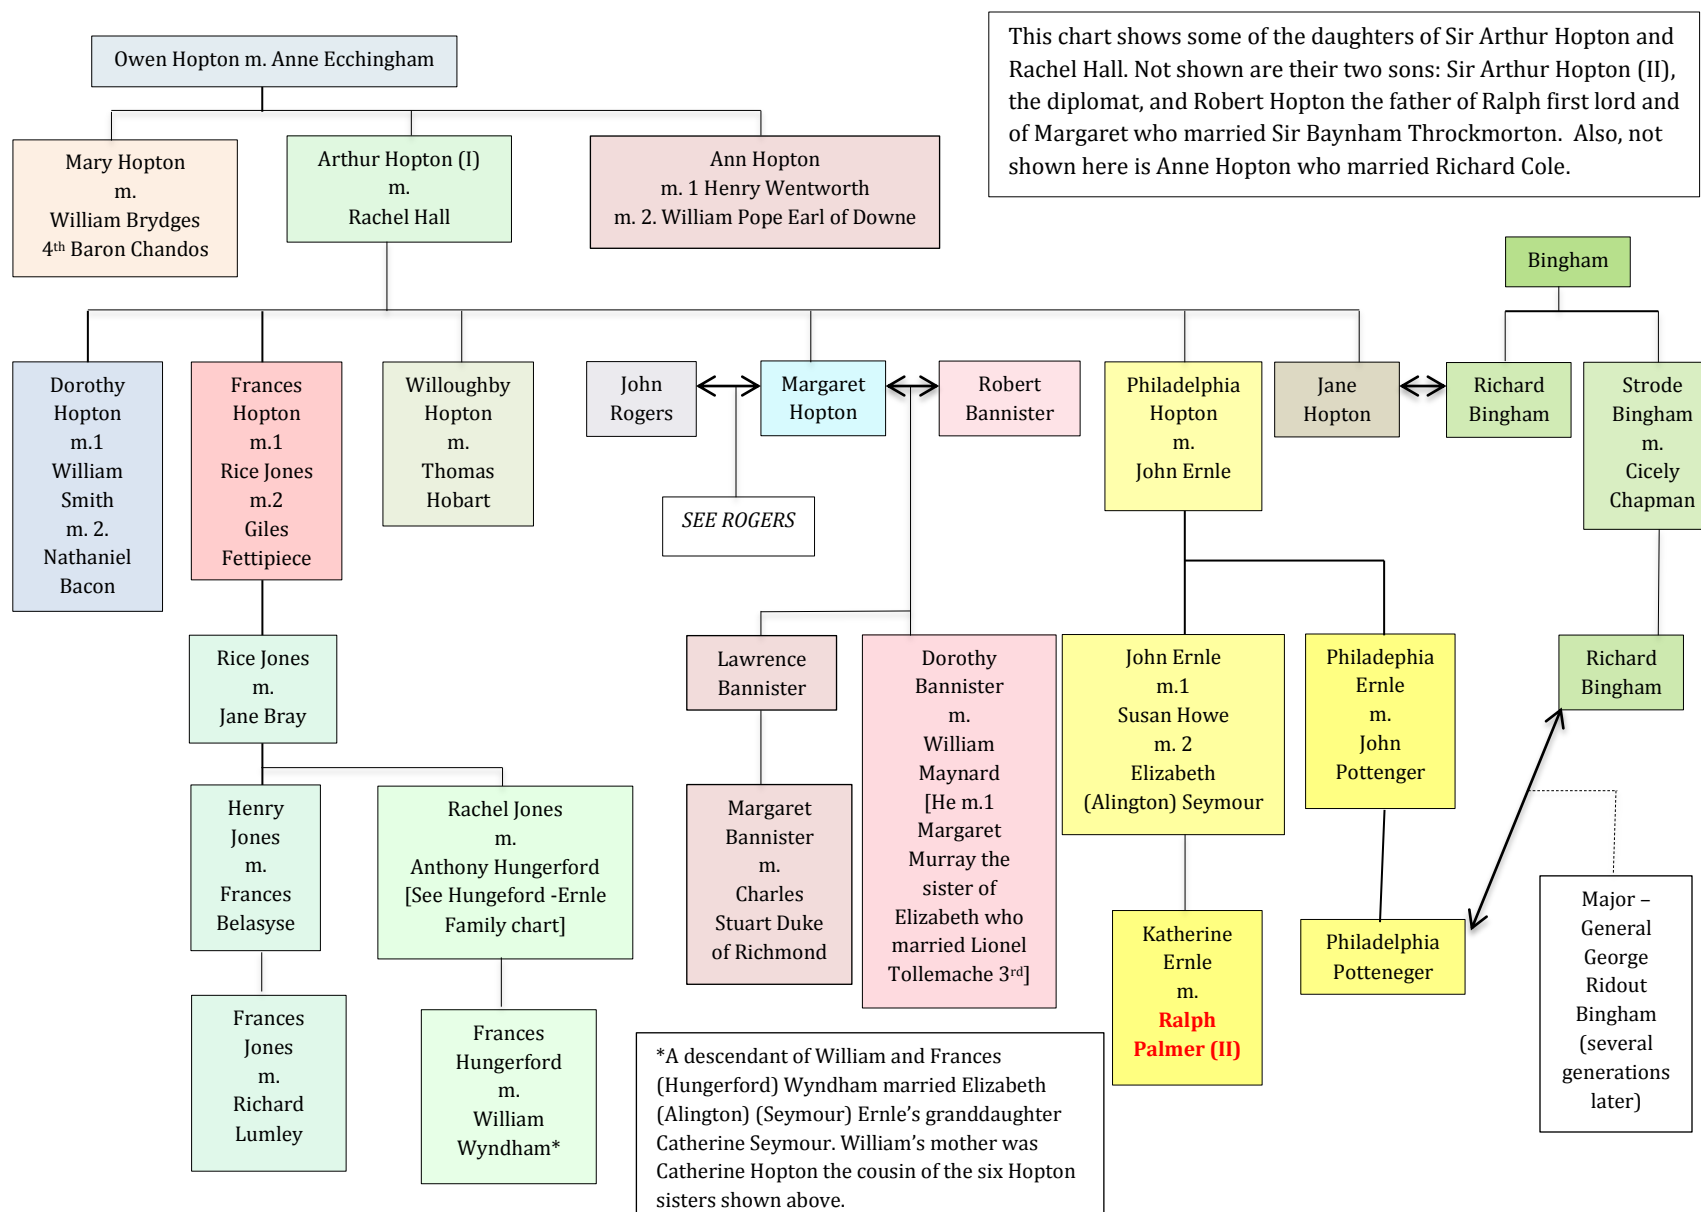 Owen Hopton m. Anne Ecchingham
This chart shows some of the daughters of Sir Arthur Hopton and
Rachel Hall. Not shown are their two sons: Sir Arthur Hopton (II),
the diplomat, and Robert Hopton the father of Ralph first lord and
of Margaret who married Sir Baynham Throckmorton.  Also, not
shown here is Anne Hopton who married Richard Cole.
Mary Hopton
m.
William Brydges
4th Baron Chandos
Arthur Hopton (I)
m.
Rachel Hall
Ann Hopton
m. 1 Henry Wentworth
m. 2. William Pope Earl of Downe
Bingham
Dorothy
Hopton
m.1
William
Smith
m. 2.
Nathaniel
Bacon
Frances
Hopton
m.1
Rice Jones
m.2
Giles
Fettipiece
Willoughby
Hopton
m.
Thomas
Hobart
John
Rogers
Margaret
Hopton
Robert
Bannister
Philadelphia
Hopton
m.
John Ernle
Jane
Hopton
Richard
Bingham
Strode
Bingham
m.
Cicely
Chapman
SEE ROGERS
Rice Jones
m.
Jane Bray
Lawrence
Bannister
Dorothy
Bannister
m.
William
Maynard
[He m.1
Margaret
Murray the
sister of
Elizabeth who
married Lionel
Tollemache 3rd]
John Ernle
m.1
Susan Howe
m. 2
Elizabeth
(Alington) Seymour
Philadephia
Ernle
m.
John
Pottenger
Richard
Bingham
Henry
Jones
m.
Frances
Belasyse
Rachel Jones
m.
Anthony Hungerford
[See Hungeford -Ernle
Family chart]
Margaret
Bannister
m.
Charles
Stuart Duke
of Richmond
Katherine
Ernle
m.
Ralph
Palmer (II)
Philadelphia
Potteneger
Major –
General
George
Ridout
Bingham
(several
generations
later)
Frances
Jones
m.
Richard
Lumley
Frances
Hungerford
m.
William
Wyndham*
*A descendant of William and Frances
(Hungerford) Wyndham married Elizabeth
(Alington) (Seymour) Ernle’s granddaughter
Catherine Seymour. William’s mother was
Catherine Hopton the cousin of the six Hopton
sisters shown above.